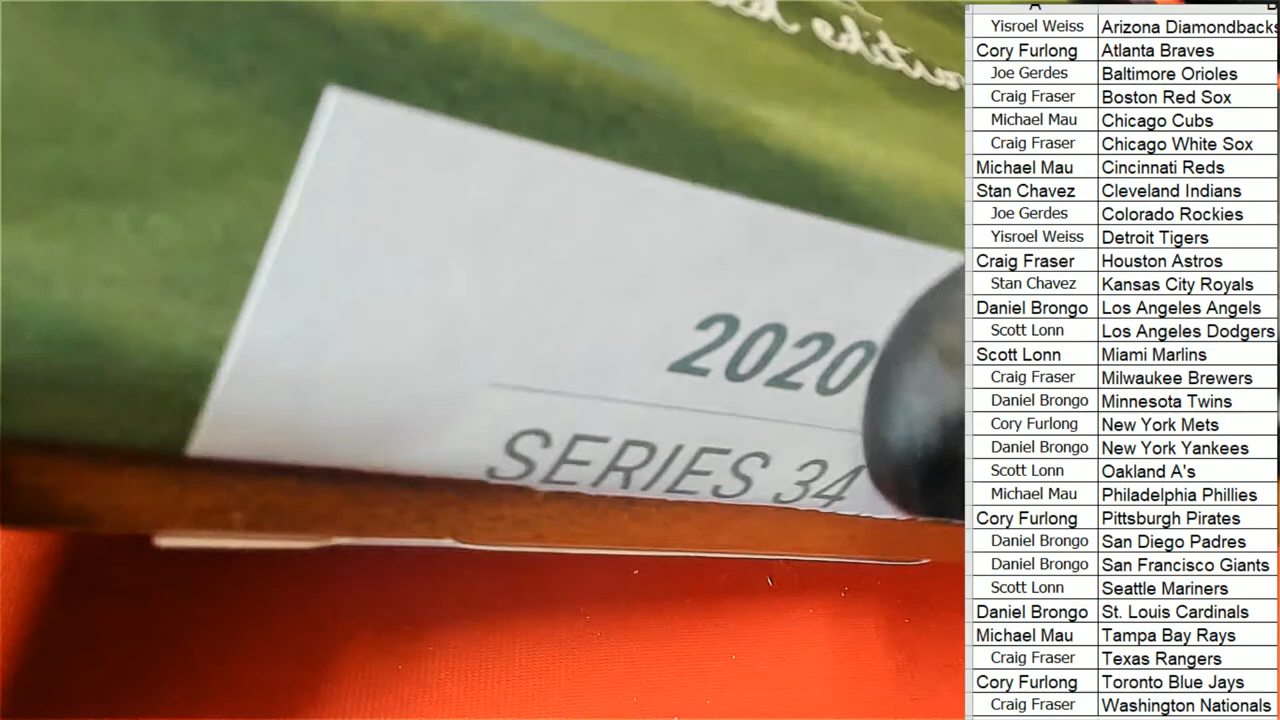 2020
SERIES 34
A
Yisroel Weiss Arizona Diamondbacks
Cory Furlong Atlanta Braves
Joe Gerdes Baltimore Orioles
Craig Fraser Boston Red Sox
Michael Mau Chicago Cubs
Craig Fraser Chicago White Sox
Michael Mau Cincinnati Reds
Stan Chavez Cleveland Indians
Joe Gerdes Colorado Rockies
Yisroel Weiss Detroit Tigers
Craig Fraser Houston Astros
Stan Chavez Kansas City Royals
Daniel Brongo Los Angeles Angels
Scott Lonn Los Angeles Dodgers
Scott Lonn Miami Marlins
Craig Fraser Milwaukee Brewers
Daniel Brongo Minnesota Twins
Cory Furlong New York Mets
Daniel Brongo New York Yankees
Scott Lonn Oakland A's
Michael Mau Philadelphia Phillies
Cory Furlong Pittsburgh Pirates
Daniel Brongo San Diego Padres
Daniel Brongo San Francisco Giants
Scott Lonn Seattle Mariners
Daniel Brongo St. Louis Cardinals
Michael Mau Tampa Bay Rays
Craig Fraser Texas Rangers
Cory Furlong Toronto Blue Jays
Craig Fraser Washington Nationals